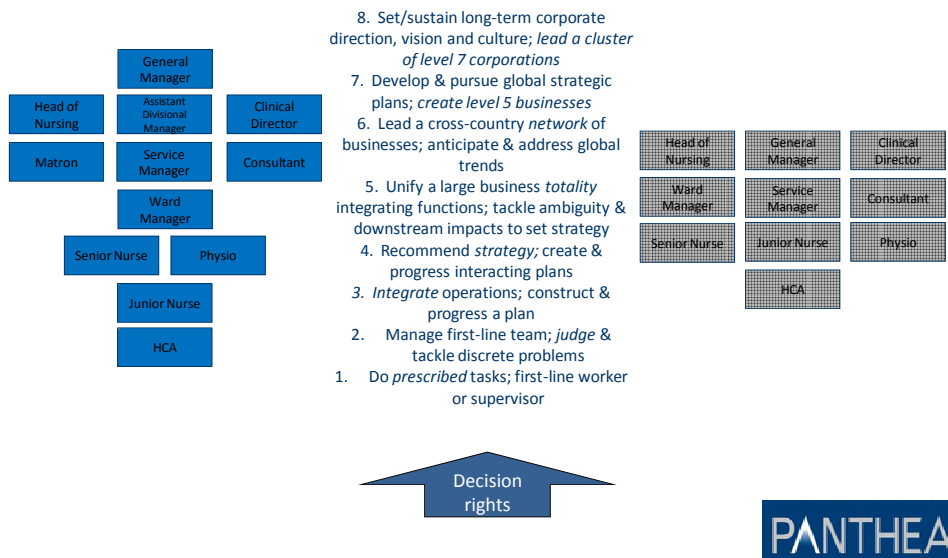 General
Manager
Head of
Nursing
Assistant
Divisional
Manager
Clinical
Director
Matron
Service
Manager
Consultant
Ward
Manager
Senior Nurse
Physio
Junior Nurse
HCA
8. Set/sustain long-term corporate
direction, vision and culture; lead a cluster
of level 7 corporations
7. Develop & pursue global strategic
plans; create level 5 businesses
6. Lead a cross-country network of
businesses; anticipate & address global
trends
5. Unify a large business totality
integrating functions; tackle ambiguity &
downstream impacts to set strategy
4. Recommend strategy; create &
progress interacting plans
3. Integrate operations; construct &
progress a plan
2. Manage first-line team; judge &
tackle discrete problems
1. Do prescribed tasks; first-line worker
or supervisor
Head of
Nursing
General
Manager
Clinical
Director
Ward
Manager
Service
Manager
Consultant
Senior Nurse
Junior Nurse
Physio
HCA
Decision
rights
PANTHEA